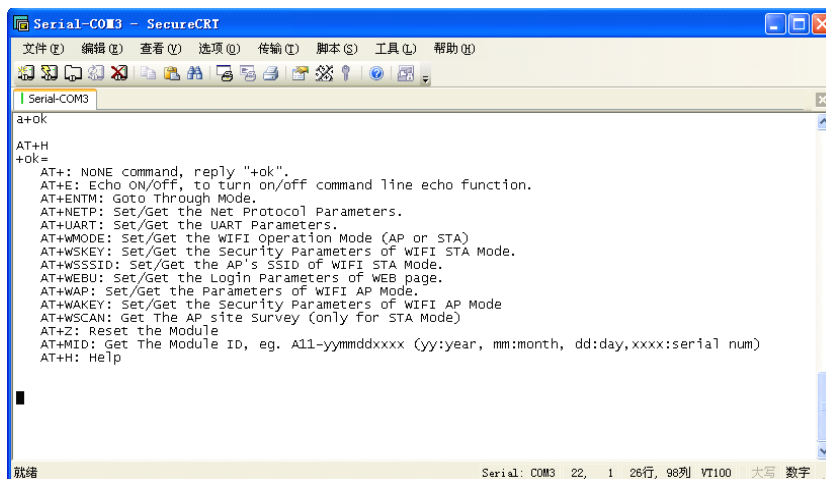 Serial-COM3 - SecureCRT
文件(F) 编辑(E) 查看(V) 选项(O) 传输(T) 脚本(S) 工具(L) 帮助(H)
Serial-COM3
a+ok
AT+H
+ok=
AT+: NONE command, reply "+ok".
AT+E: Echo ON/Off, to turn on/off command line echo function.
AT+ENTM: Goto Through MOde.
AT+NETP: Set/Get the Net Protocol Parameters.
AT+UART: Set/Get the UART Parameters.
AT+WMODE: Set/Get the WIFI Operation Mode (AP or STA)
AT+WSKEY: Set/Get the Security Parameters of WIFI STA Mode.
AT+WSSSID: Set/Get the AP's SSID of WIFI STA Mode.
AT+WEBU: Set/Get the Login Parameters of WEB page.
AT+WAP: Set/Get the Parameters of WIFI AP Mode.
AT+WAKEY: Set/Get the Security Parameters of WIFI AP Mode
AT+WSCAN: Get The AP site Survey (only for STA Mode)
AT+Z: Reset the Module
AT+MID: Get The Module ID, eg. A11-yymmddxxxx (yy:year, mm:month, dd:day,xxxx:serial num)
AT+H: Help
就绪 Serial: COM3 22, 1 26行, 98列 VT100 大写 数字